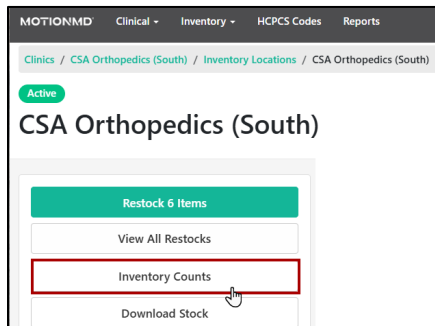 MOTIONMD Clinical Inventory HCPCS Codes Reports
Clinics / CSA Orthopedics (South) / Inventory Locations / CSA Orthopedics (South)
Active
CSA Orthopedics (South)
Restock 6 Items
View All Restocks
Inventory Counts
Download Stock